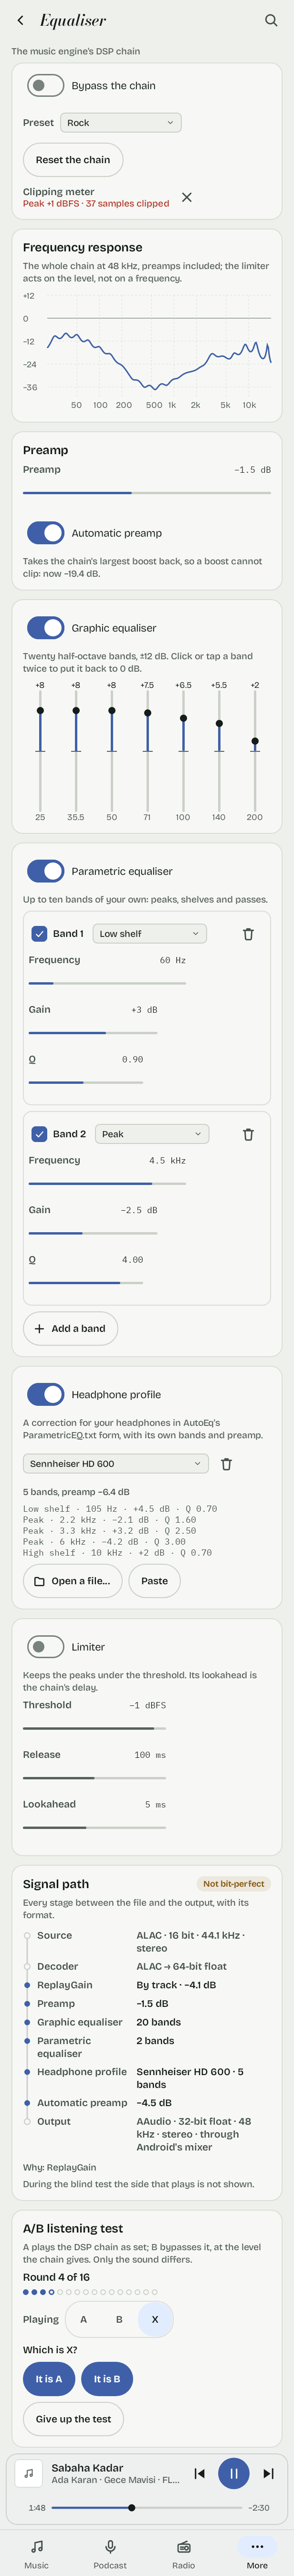 Equaliser
The music engine's DSP chain
Bypass the chain
Preset Rock
Reset the chain
Clipping meter
Peak +1 dBFS · 37 samples clipped
Frequency response
The whole chain at 48 kHz, preamps included; the limiter
acts on the level, not on a frequency.
+12
0
−12
−24
−36
50 100 200 500 1k 2k 5k 10k
Preamp
Preamp −1.5 dB
Automatic preamp
Takes the chain's largest boost back, so a boost cannot
clip: now −19.4 dB.
Graphic equaliser
Twenty half-octave bands, ±12 dB. Click or tap a band
twice to put it back to 0 dB.
+8 +8 +8 +7.5 +6.5 +5.5 +2
25 35.5 50 71 100 140 200
Parametric equaliser
Up to ten bands of your own: peaks, shelves and passes.
Band 1 Low shelf
Frequency 60 Hz
Gain +3 dB
Q 0.90
Band 2 Peak
Frequency 4.5 kHz
Gain −2.5 dB
Q 4.00
Add a band
Headphone profile
A correction for your headphones in AutoEq's
ParametricEQ.txt form, with its own bands and preamp.
Sennheiser HD 600
5 bands, preamp −6.4 dB
Low shelf · 105 Hz · +4.5 dB · Q 0.70
Peak · 2.2 kHz · −2.1 dB · Q 1.60
Peak · 3.3 kHz · +3.2 dB · Q 2.50
Peak · 6 kHz · −4.2 dB · Q 3.00
High shelf · 10 kHz · +2 dB · Q 0.70
Open a file... Paste
Limiter
Keeps the peaks under the threshold. Its lookahead is
the chain's delay.
Threshold −1 dBFS
Release 100 ms
Lookahead 5 ms
Signal path Not bit-perfect
Every stage between the file and the output, with its
format.
Source ALAC · 16 bit · 44.1 kHz ·
stereo
Decoder ALAC → 64-bit float
ReplayGain By track · −4.1 dB
Preamp −1.5 dB
Graphic equaliser 20 bands
Parametric 2 bands
equaliser
Headphone profile Sennheiser HD 600 · 5
bands
Automatic preamp −4.5 dB
Output AAudio · 32-bit float · 48
kHz · stereo · through
Android's mixer
Why: ReplayGain
During the blind test the side that plays is not shown.
A/B listening test
A plays the DSP chain as it is; B bypasses it, at the level
the chain gives. Only the sound differs.
Round 4 of 16
Playing A B X
Which is X?
It is A It is B
Give up the test
Sabaha Kadar
Ada Karan · Gece Mavisi · FL...
1:48 −2:30
Music Podcast Radio More